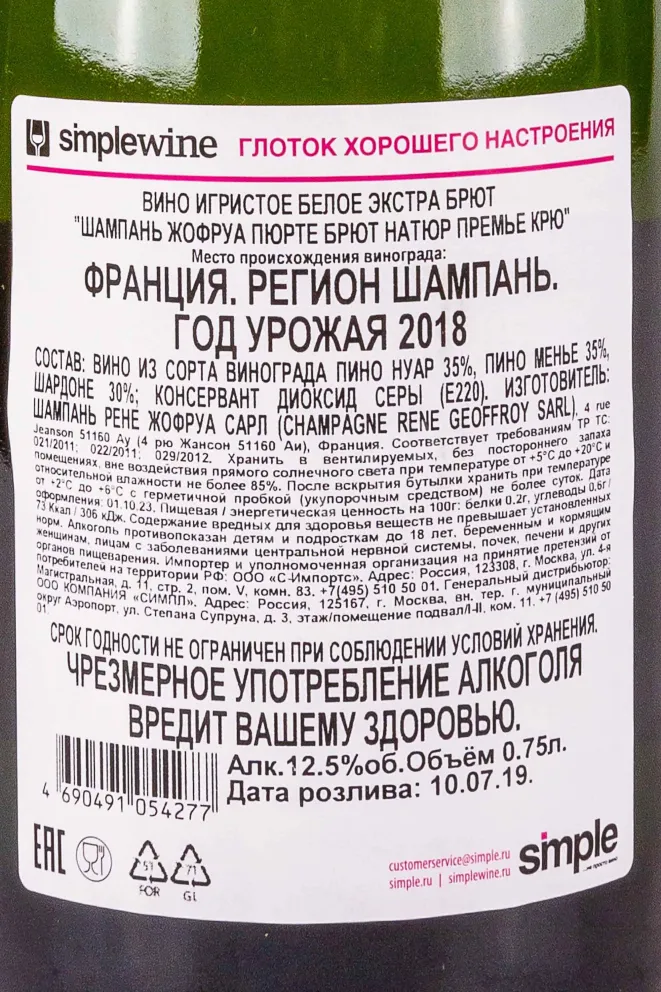 simplewine ГЛОТОК ХОРОШЕГО НАСТРОЕНИЯ
ВИНО ИГРИСТОЕ БЕЛОЕ ЭКСТРА БРЮТ
"ШАМПАНЬ ЖОФРУА ПЮРТЕ БРЮТ НАТЮР ПРЕМЬЕ КРЮ"
Место происхождения винограда:
ФРАНЦИЯ. РЕГИОН ШАМПАНЬ.
ГОД УРОЖАЯ 2018
СОСТАВ: ВИНО ИЗ СОРТА ВИНОГРАДА ПИНО НУАР 35%, ПИНО МЕНЬЕ 35%,
ШАРДОНЕ 30%; КОНСЕРВАНТ ДИОКСИД СЕРЫ (Е220). ИЗГОТОВИТЕЛЬ:
ШАМПАНЬ РЕНЕ ЖОФРУА САРЛ (CHAMPAGNE RENE GEOFFROY SARL), 4 rue
Jeanson 51160 Ay (4 рю Жансон 51160 Аи), Франция. Соответствует требованиям ТР ТС:
021/2011; 022/2011; 029/2012. Хранить в вентилируемых, без постороннего запаха
помещениях, вне воздействия прямого солнечного света при температуре от +5°C до +20°C и
относительной влажности не более 85%. После вскрытия бутылки хранить при температуре
от +2°C до +6°C с герметичной пробкой (укупорочным средством) не более суток. Дата
оформления: 01.10.23. Пищевая / энергетическая ценность на 100г: белки 0.2г, углеводы 0,6г/
73 Ккал / 306 кДж. Содержание вредных для здоровья веществ не превышает установленных
норм. Алкоголь противопоказан детям и подросткам до 18 лет, беременным и кормящим
женщинам, лицам с заболеваниями центральной нервной системы, почек, печени и других
органов пищеварения. Импортер и уполномоченная организация на принятие претензий от
потребителей на территории РФ: ООО «С-Импортс». Адрес: Россия, 123308, г. Москва, ул. 4-я
Магистральная, д. 11, стр. 2, пом. V, комн. 83. +7(495) 510 50 01. Генеральный дистрибьютор:
ООО КОМПАНИЯ «СИМПЛ». Адрес: Россия, 125167, г. Москва, вн. тер. г. муниципальный
округ Аэропорт, ул. Степана Супруна, д. 3, этаж/помещение подвал/I-II, ком. 11. +7 (495) 510 50
01.
СРОК ГОДНОСТИ НЕ ОГРАНИЧЕН ПРИ СОБЛЮДЕНИИ УСЛОВИЙ ХРАНЕНИЯ.
ЧРЕЗМЕРНОЕ УПОТРЕБЛЕНИЕ АЛКОГОЛЯ
ВРЕДИТ ВАШЕМУ ЗДОРОВЬЮ.
Алк.12.5%об.Объём 0.75л.
Дата розлива: 10.07.19.
4 690491 054277
EAC
51
FOR
71
GL
customerservice@simple.ru
simple.ru | simplewine.ru
simple
...не просто вино